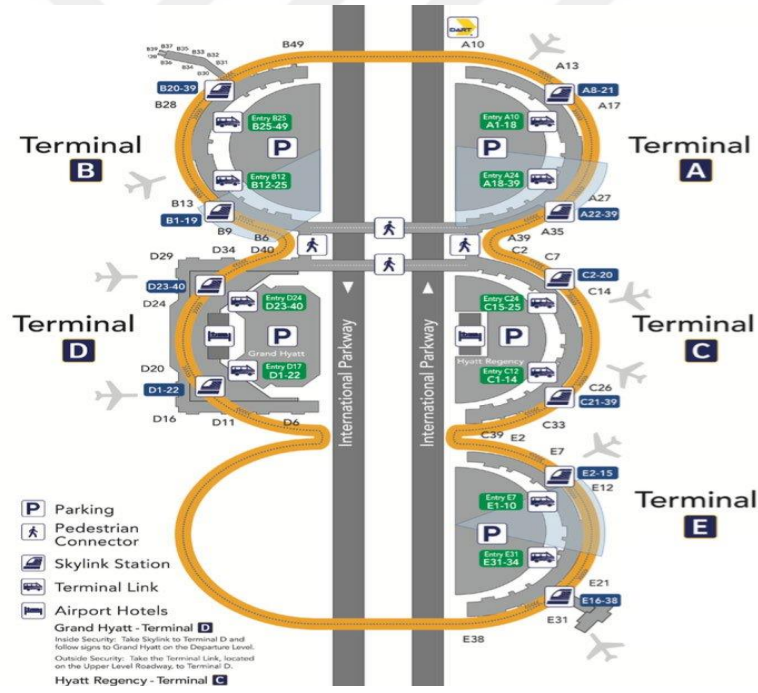 DART
B49
A10
B39
B37
B35
B33
B32
B38
B36
B34
B31
B30
A13
B20-39
A8-21
B28
A17
Entry B25
B25-49
Entry A10
A1-18
P
P
Terminal
B
Terminal
A
Entry B12
B12-25
Entry A24
A18-39
B13
A27
B1-19
A22-39
B9
B6
A39
A35
D29
D34
D40
C2
C7
D23-40
C2-20
D24
C14
Entry D24
D23-40
Entry C24
C15-25
Terminal
D
Terminal
C
P
P
Grand Hyatt
Hyatt Regency
International Parkway
International Parkway
D20
Entry D17
D1-22
Entry C12
C1-14
D1-22
C26
C21-39
D16
D11
D6
C33
C39
E2
E7
E2-15
E12
Entry E7
E1-10
Terminal
E
P
Entry E31
E31-34
E21
E16-38
E31
E38
P Parking
Pedestrian
Connector
Skylink Station
Terminal Link
Airport Hotels
Grand Hyatt - Terminal D
Inside Security: Take Skylink to Terminal D and
follow signs to Grand Hyatt on the Departure Level.
Outside Security: Take the Terminal Link, located
on the Upper Level Roadway, to Terminal D.
Hyatt Regency - Terminal C